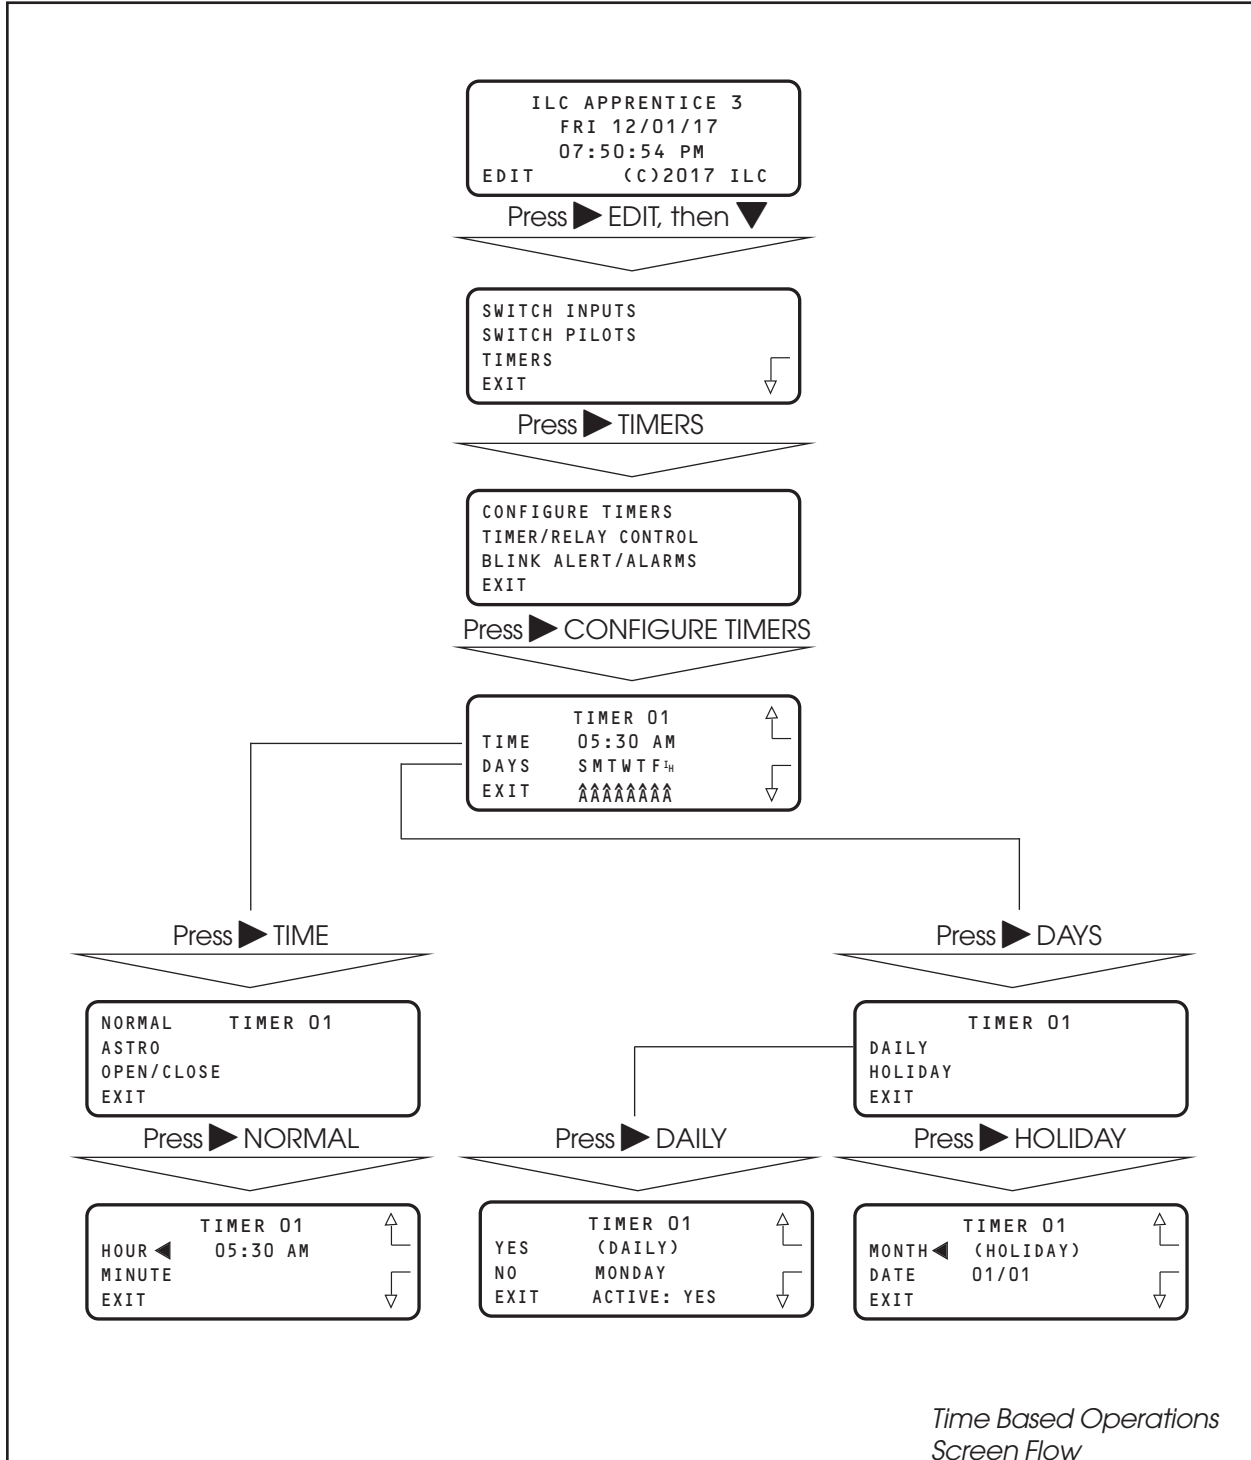 ILC APPRENTICE 3
FRI 12/01/17
07:50:54 PM
EDIT (C)2017 ILC
Press ▶ EDIT, then ▼
SWITCH INPUTS
SWITCH PILOTS
TIMERS
EXIT
Press ▶ TIMERS
CONFIGURE TIMERS
TIMER/RELAY CONTROL
BLINK ALERT/ALARMS
EXIT
Press ▶ CONFIGURE TIMERS
TIMER 01
TIME 05:30 AM
DAYS SMTWTFIH
EXIT ÂÂÂÂÂÂÂÂ
Press ▶ TIME
NORMAL TIMER 01
ASTRO
OPEN/CLOSE
EXIT
Press ▶ NORMAL
TIMER 01
HOUR ◀ 05:30 AM
MINUTE
EXIT
Press ▶ DAYS
TIMER 01
DAILY
HOLIDAY
EXIT
Press ▶ DAILY
TIMER 01
YES (DAILY)
NO MONDAY
EXIT ACTIVE: YES
Press ▶ HOLIDAY
TIMER 01
MONTH ◀ (HOLIDAY)
DATE 01/01
EXIT
Time Based Operations
Screen Flow